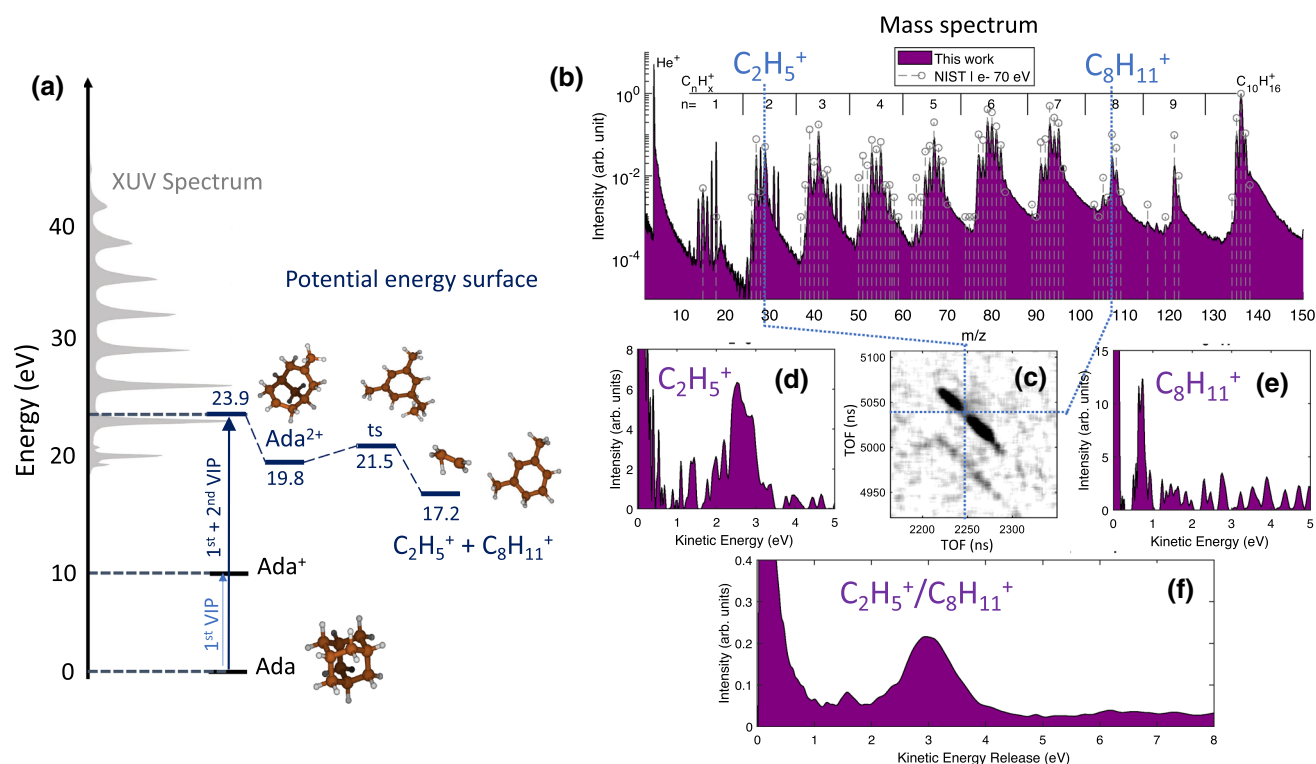 Mass spectrum
(a)
XUV Spectrum
Energy (eV)
40
30
20
10
0
Potential energy surface
23.9
Ada2+
19.8
ts
21.5
17.2
C2H5+ + C8H11+
1st + 2nd VIP
1st VIP
Ada+
Ada
(b)
C2H5+
C8H11+
This work
NIST | e- 70 eV
He+
CnHx+
n= 1 2 3 4 5 6 7 8 9
C10H16+
Intensity (arb. unit)
10^0
10^-2
10^-4
10 20 30 40 50 60 70 80 90 100 110 120 130 140 150
m/z
(d)
C2H5+
Intensity (arb. units)
8
6
4
2
0
0 1 2 3 4 5
Kinetic Energy (eV)
(c)
TOF (ns)
5100
5050
5000
4950
2200 2250 2300
TOF (ns)
(e)
C8H11+
Intensity (arb. units)
15
10
5
0
0 1 2 3 4 5
Kinetic Energy (eV)
(f)
C2H5+/C8H11+
Intensity (arb. units)
0.4
0.3
0.2
0.1
0
0 1 2 3 4 5 6 7 8
Kinetic Energy Release (eV)